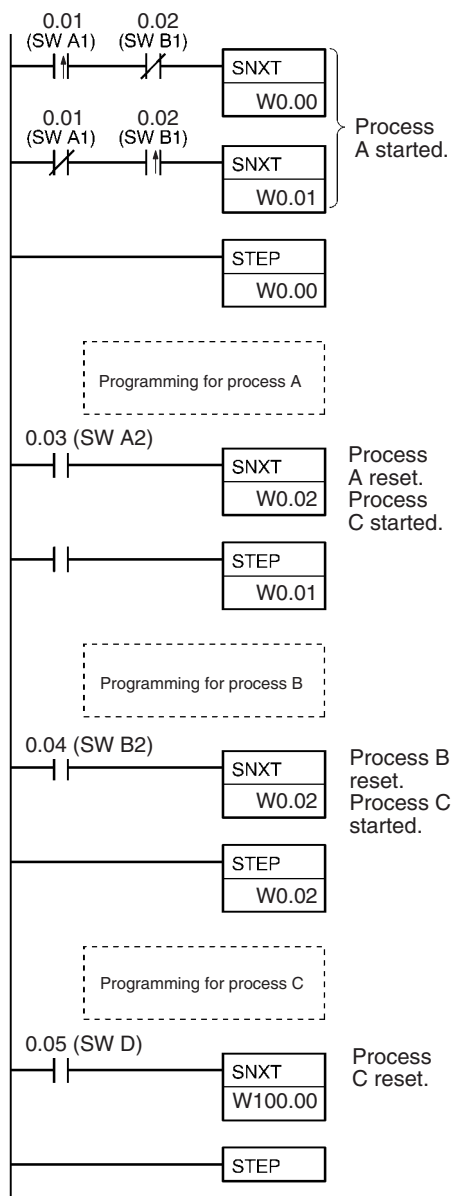 0.01 0.02
(SW A1) (SW B1)
SNXT
W0.00
0.01 0.02
(SW A1) (SW B1)
SNXT
W0.01
Process
A started.
STEP
W0.00
Programming for process A
0.03 (SW A2)
SNXT
W0.02
Process
A reset.
Process
C started.
STEP
W0.01
Programming for process B
0.04 (SW B2)
SNXT
W0.02
Process B
reset.
Process C
started.
STEP
W0.02
Programming for process C
0.05 (SW D)
SNXT
W100.00
Process
C reset.
STEP